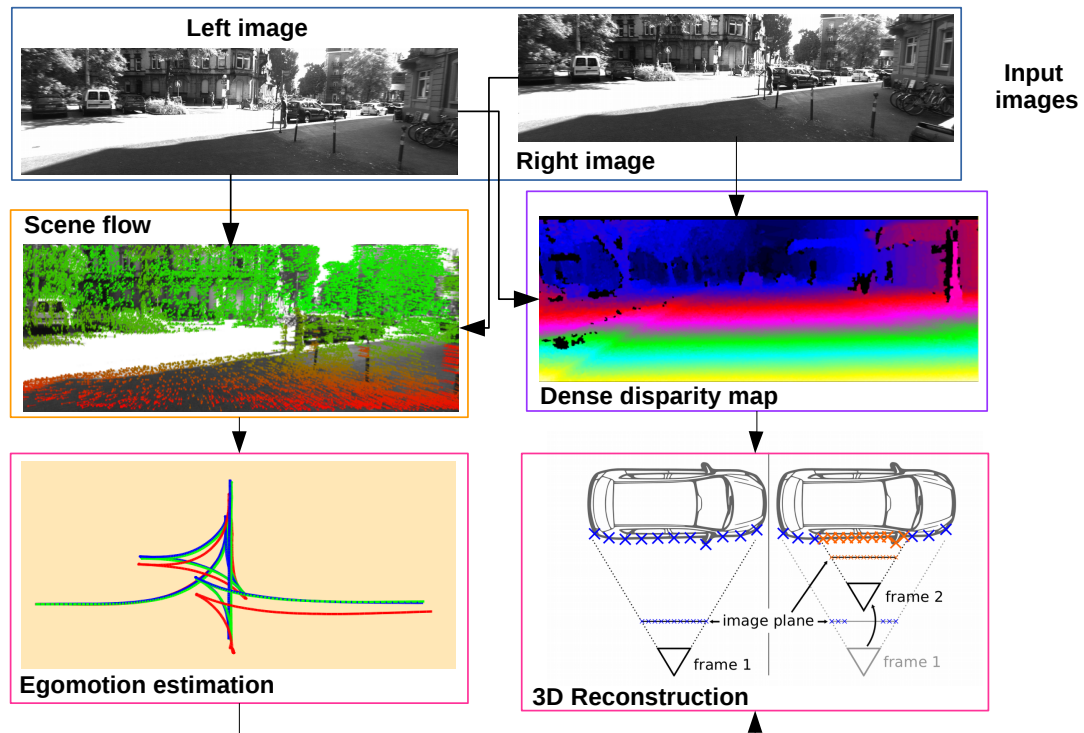 Left image
Right image
Input
images
Scene flow
Dense disparity map
Egomotion estimation
frame 2
image plane
frame 1
frame 1
3D Reconstruction